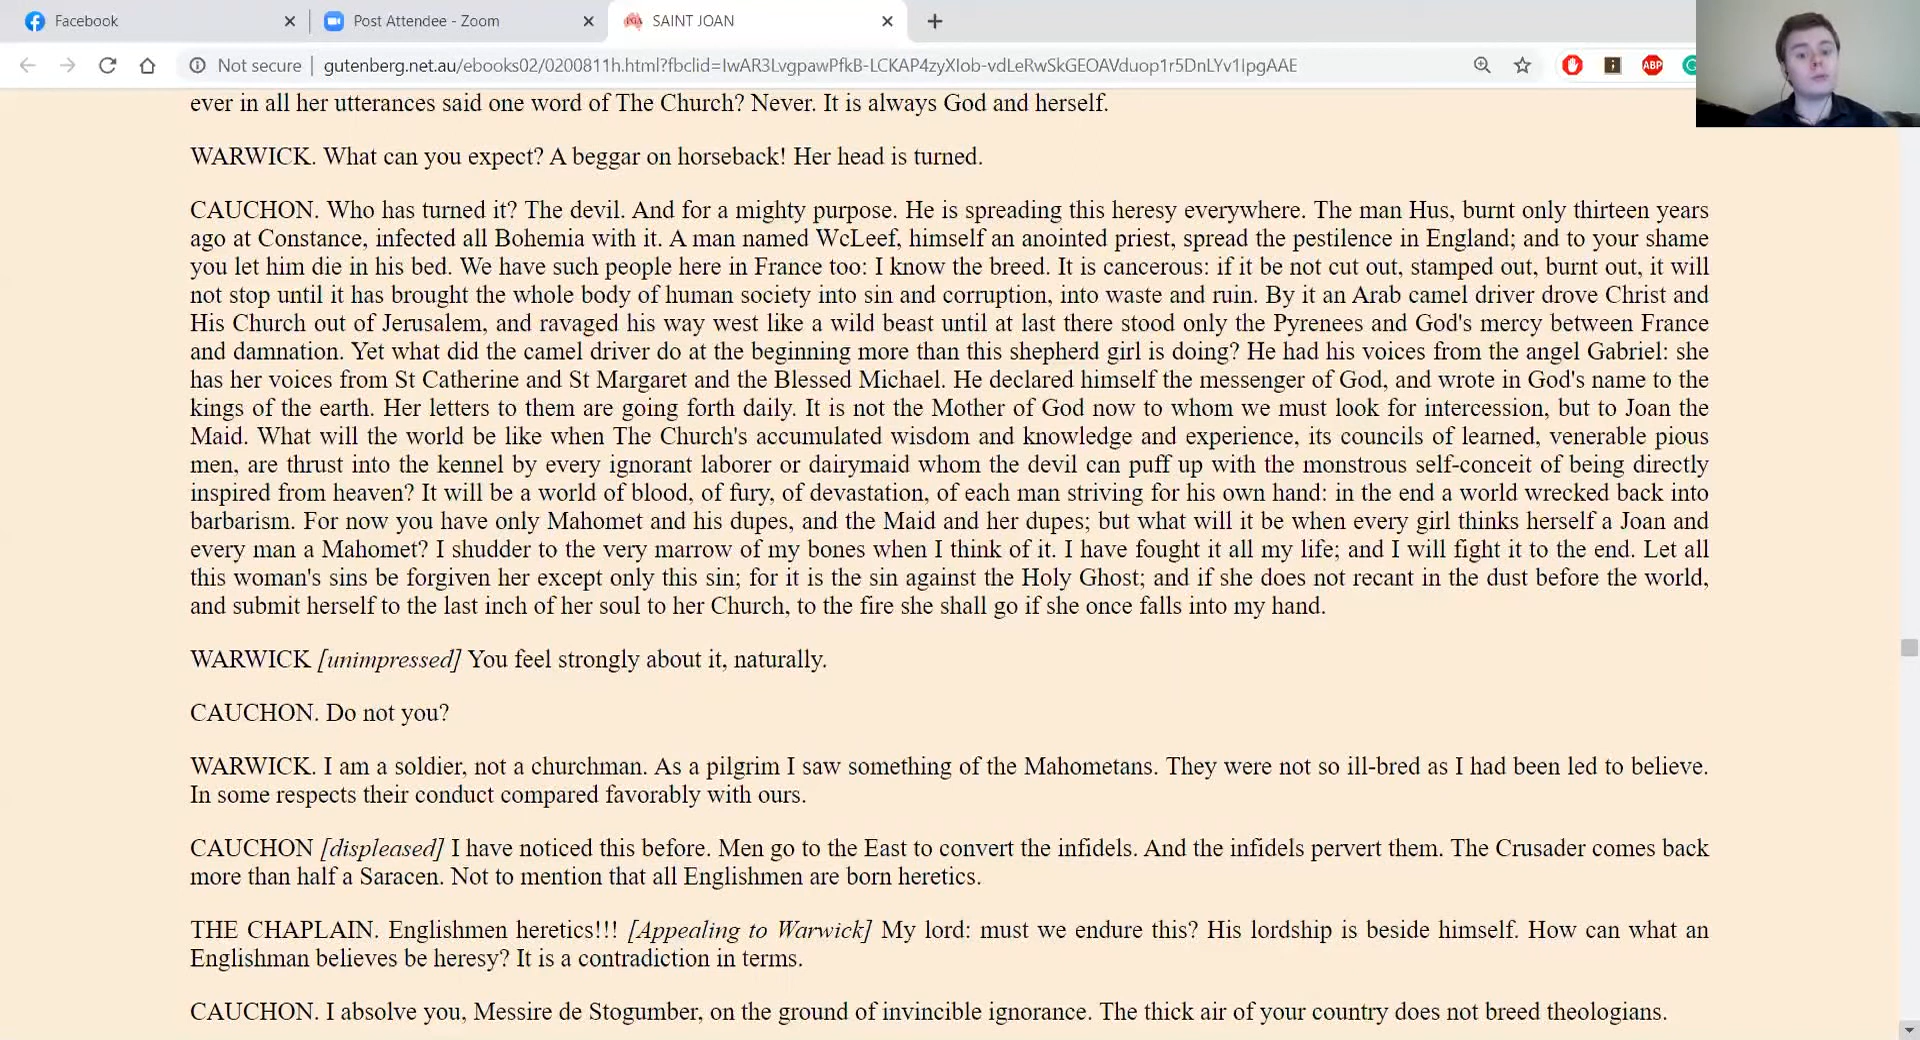 Facebook
Post Attendee - Zoom
SAINT JOAN
Not secure
gutenberg.net.au/ebooks02/0200811h.html?fbclid=IwAR3LvgpawPfkB-LCKAP4zyXIob-vdLeRwSkGEOAVduop1r5DnLYv1IpgAAE
ABP
ever in all her utterances said one word of The Church? Never. It is always God and herself.
WARWICK. What can you expect? A beggar on horseback! Her head is turned.
CAUCHON. Who has turned it? The devil. And for a mighty purpose. He is spreading this heresy everywhere. The man Hus, burnt only thirteen years
ago at Constance, infected all Bohemia with it. A man named WcLeef, himself an anointed priest, spread the pestilence in England; and to your shame
you let him die in his bed. We have such people here in France too: I know the breed. It is cancerous: if it be not cut out, stamped out, burnt out, it will
not stop until it has brought the whole body of human society into sin and corruption, into waste and ruin. By it an Arab camel driver drove Christ and
His Church out of Jerusalem, and ravaged his way west like a wild beast until at last there stood only the Pyrenees and God's mercy between France
and damnation. Yet what did the camel driver do at the beginning more than this shepherd girl is doing? He had his voices from the angel Gabriel: she
has her voices from St Catherine and St Margaret and the Blessed Michael. He declared himself the messenger of God, and wrote in God's name to the
kings of the earth. Her letters to them are going forth daily. It is not the Mother of God now to whom we must look for intercession, but to Joan the
Maid. What will the world be like when The Church's accumulated wisdom and knowledge and experience, its councils of learned, venerable pious
men, are thrust into the kennel by every ignorant laborer or dairymaid whom the devil can puff up with the monstrous self-conceit of being directly
inspired from heaven? It will be a world of blood, of fury, of devastation, of each man striving for his own hand: in the end a world wrecked back into
barbarism. For now you have only Mahomet and his dupes, and the Maid and her dupes; but what will it be when every girl thinks herself a Joan and
every man a Mahomet? I shudder to the very marrow of my bones when I think of it. I have fought it all my life; and I will fight it to the end. Let all
this woman's sins be forgiven her except only this sin; for it is the sin against the Holy Ghost; and if she does not recant in the dust before the world,
and submit herself to the last inch of her soul to her Church, to the fire she shall go if she once falls into my hand.
WARWICK [unimpressed] You feel strongly about it, naturally.
CAUCHON. Do not you?
WARWICK. I am a soldier, not a churchman. As a pilgrim I saw something of the Mahometans. They were not so ill-bred as I had been led to believe.
In some respects their conduct compared favorably with ours.
CAUCHON [displeased] I have noticed this before. Men go to the East to convert the infidels. And the infidels pervert them. The Crusader comes back
more than half a Saracen. Not to mention that all Englishmen are born heretics.
THE CHAPLAIN. Englishmen heretics!!! [Appealing to Warwick] My lord: must we endure this? His lordship is beside himself. How can what an
Englishman believes be heresy? It is a contradiction in terms.
CAUCHON. I absolve you, Messire de Stogumber, on the ground of invincible ignorance. The thick air of your country does not breed theologians.